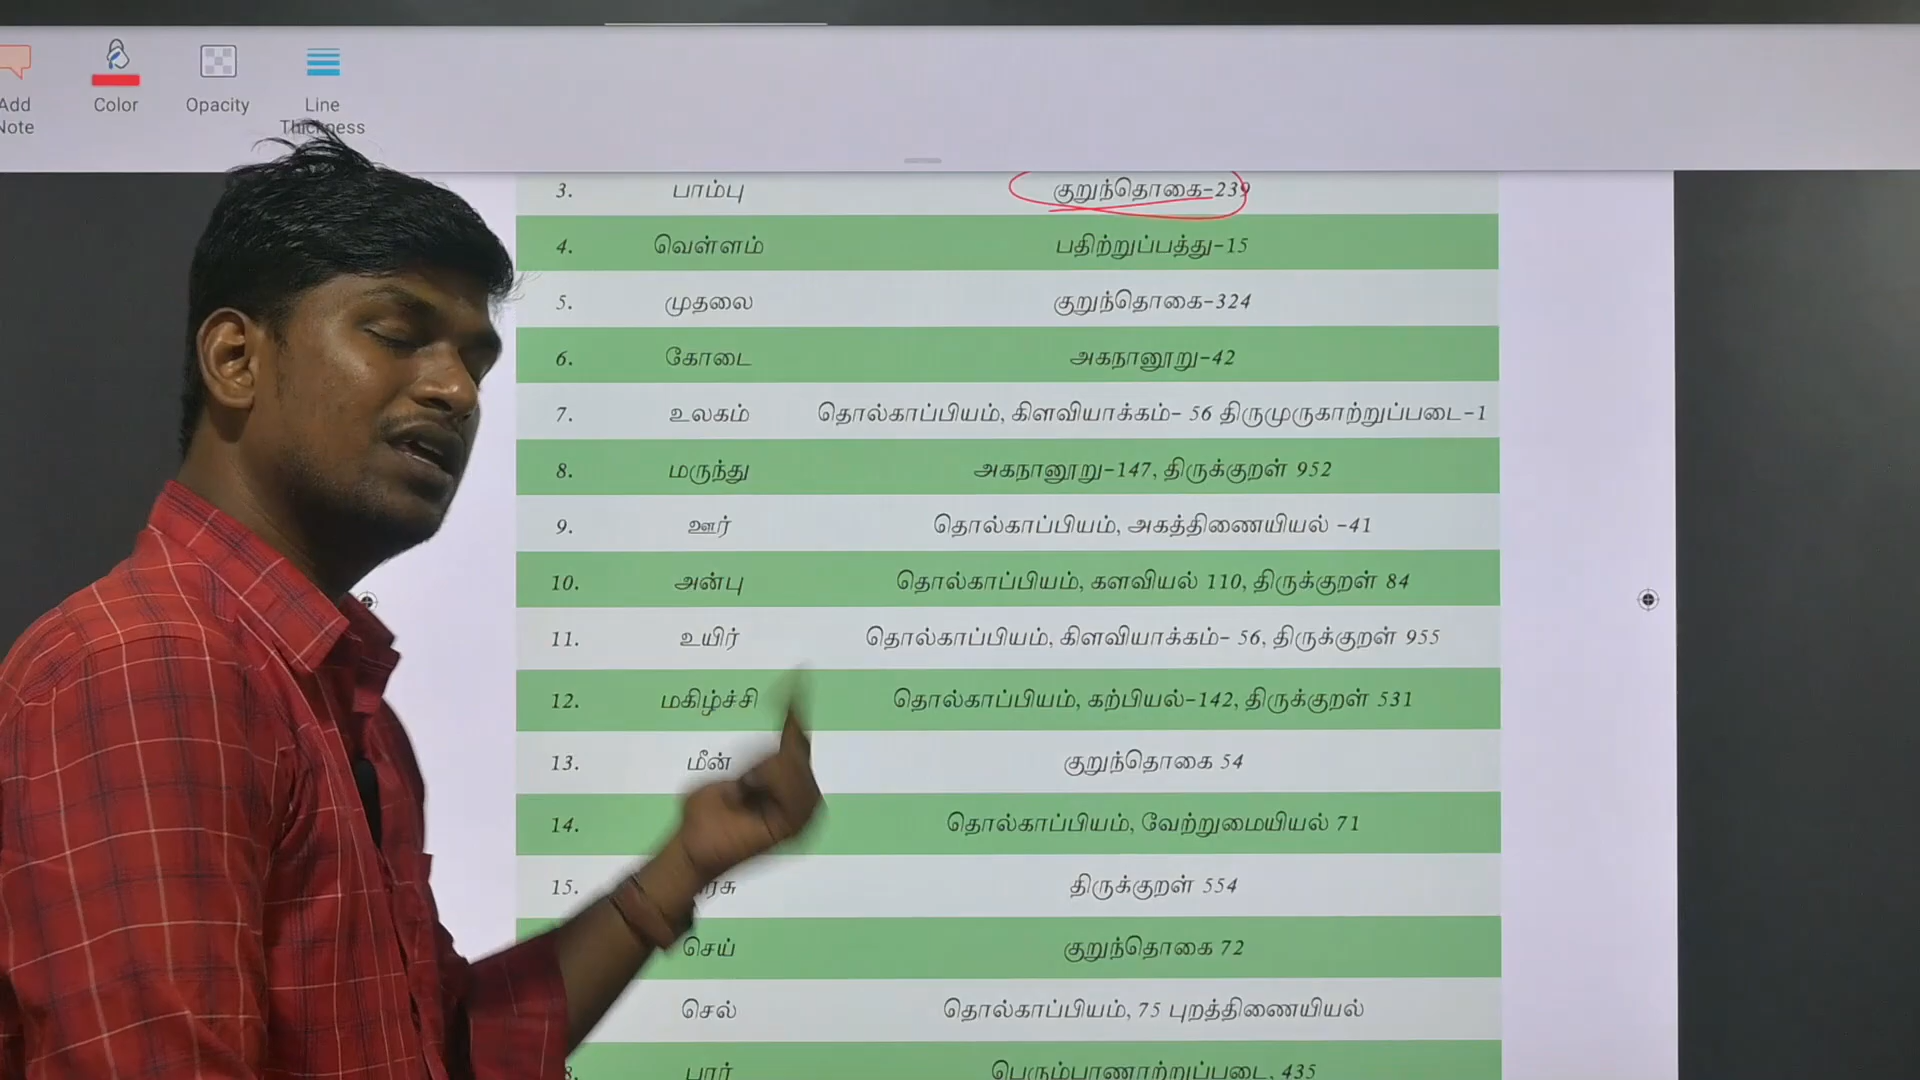 Add Note
Color
Opacity
Line Thickness
3. பாம்பு குறுந்தொகை-239
4. வெள்ளம் பதிற்றுப்பத்து-15
5. முதலை குறுந்தொகை-324
6. கோடை அகநானூறு-42
7. உலகம் தொல்காப்பியம், கிளவியாக்கம்- 56 திருமுருகாற்றுப்படை-1
8. மருந்து அகநானூறு-147, திருக்குறள் 952
9. ஊர் தொல்காப்பியம், அகத்திணையியல் -41
10. அன்பு தொல்காப்பியம், களவியல் 110, திருக்குறள் 84
11. உயிர் தொல்காப்பியம், கிளவியாக்கம்- 56, திருக்குறள் 955
12. மகிழ்ச்சி தொல்காப்பியம், கற்பியல்-142, திருக்குறள் 531
13. மீன் குறுந்தொகை 54
14. தொல்காப்பியம், வேற்றுமையியல் 71
15. திருக்குறள் 554
செய் குறுந்தொகை 72
செல் தொல்காப்பியம், 75 புறத்திணையியல்
பார் பெரும்பாணாற்றுப்படை, 435